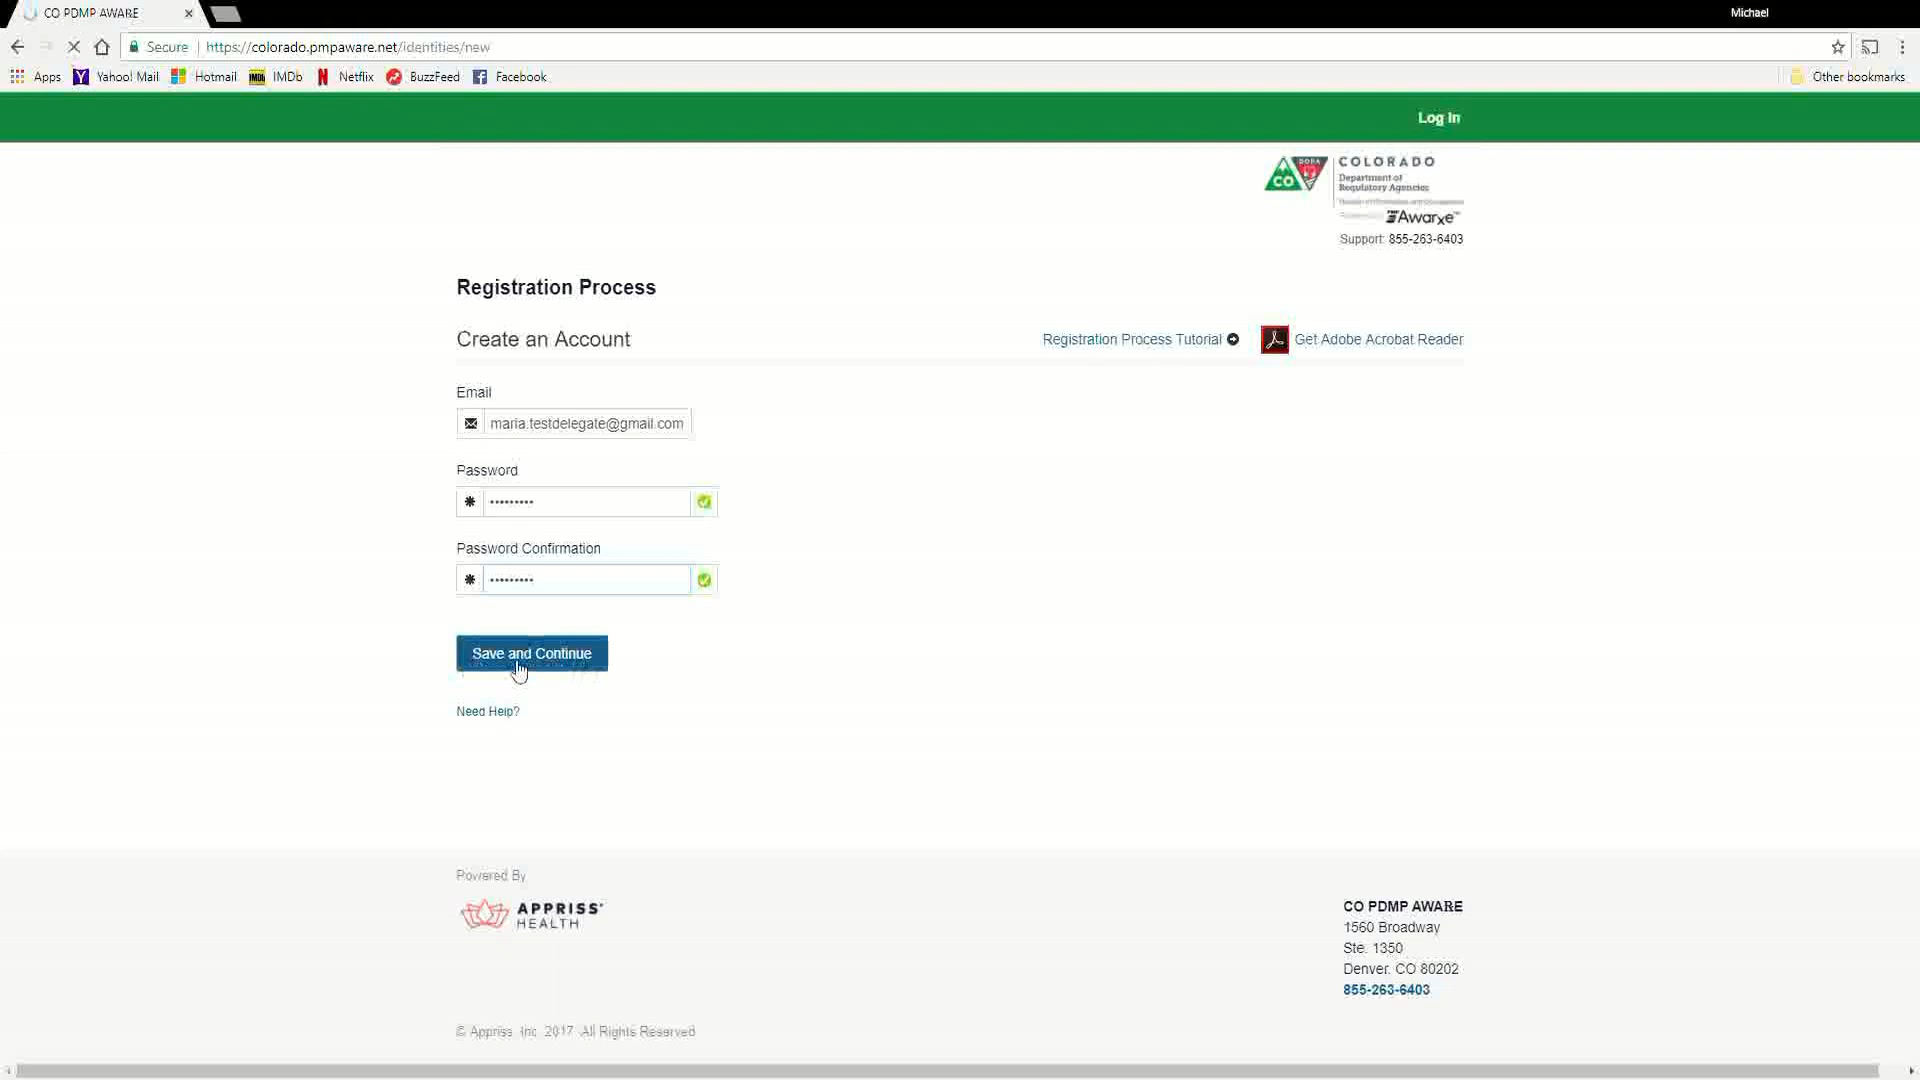 CO PDMP AWARE
Michael
Secure https://colorado.pmpaware.net/identities/new
Apps Yahoo! Mail Hotmail IMDb Netflix BuzzFeed Facebook Other bookmarks
Log In
CO DORA COLORADO
Department of
Regulatory Agencies
Awarxe™
Support: 855-263-6403
Registration Process
Create an Account
Registration Process Tutorial
Get Adobe Acrobat Reader
Email
maria.testdelegate@gmail.com
Password
Password Confirmation
Save and Continue
Need Help?
Powered By
APPRISS
HEALTH
CO PDMP AWARE
1560 Broadway
Ste. 1350
Denver, CO 80202
855-263-6403
© Appriss, Inc. 2017. All Rights Reserved